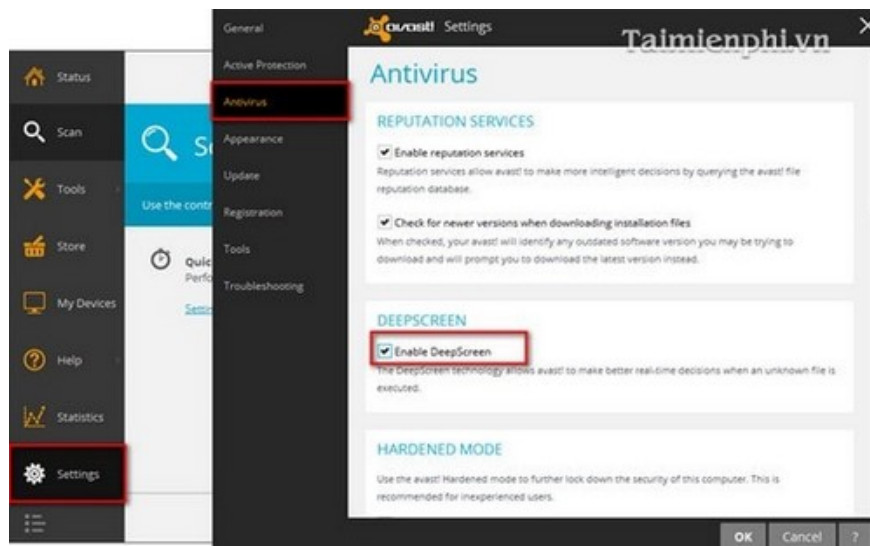 Status
Scan
Tools
Store
My Devices
Help
Statistics
Settings
Use the contr
Quic
Perfo
General
Active Protection
Antivirus
Appearance
Update
Registration
Tools
Troubleshooting
avast! Settings
Taimienphi.vn
Antivirus
REPUTATION SERVICES
Enable reputation services
Reputation services allow avast! to make more intelligent decisions by querying the avast! file
reputation database.
Check for newer versions when downloading installation files
When checked, your avast! will identify any outdated software version you may be trying to
download and will prompt you to download the latest version instead.
DEEPSCREEN
Enable DeepScreen
The DeepScreen technology allows avast! to make better real-time decisions when an unknown file is
executed.
HARDENED MODE
Use the avast! Hardened mode to further lock down the security of this computer. This is
recommended for inexperienced users.
OK
Cancel
?